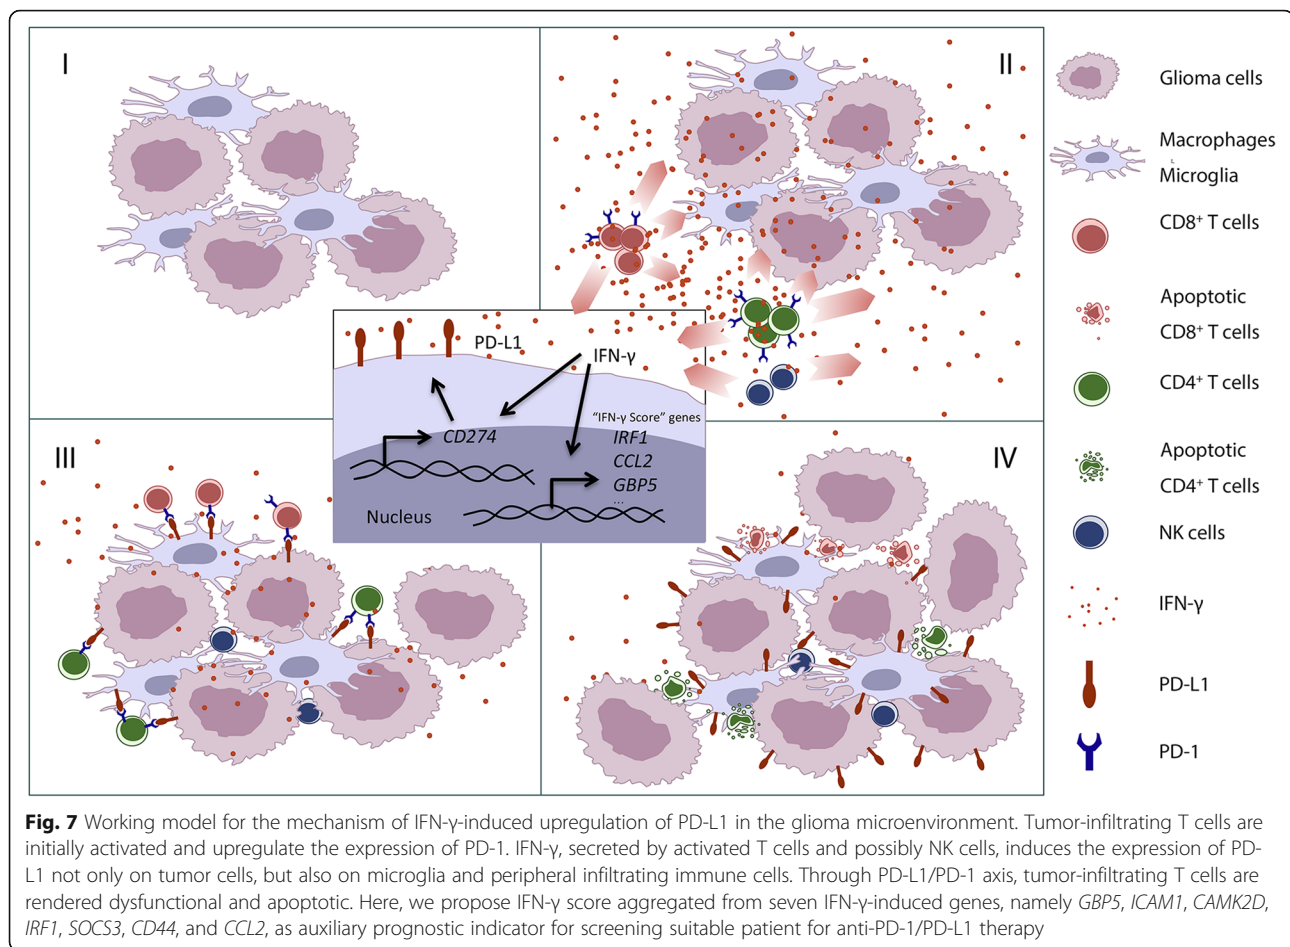 I
II
Glioma cells
Macrophages
Microglia
CD8⁺ T cells
Apoptotic
CD8⁺ T cells
CD4⁺ T cells
Apoptotic
CD4⁺ T cells
NK cells
IFN-γ
PD-L1
PD-1
PD-L1
IFN-γ
"IFN-γ Score" genes
CD274
IRF1
CCL2
GBP5
...
Nucleus
III
IV
Fig. 7 Working model for the mechanism of IFN-γ-induced upregulation of PD-L1 in the glioma microenvironment. Tumor-infiltrating T cells are
initially activated and upregulate the expression of PD-1. IFN-γ, secreted by activated T cells and possibly NK cells, induces the expression of PD-
L1 not only on tumor cells, but also on microglia and peripheral infiltrating immune cells. Through PD-L1/PD-1 axis, tumor-infiltrating T cells are
rendered dysfunctional and apoptotic. Here, we propose IFN-γ score aggregated from seven IFN-γ-induced genes, namely GBP5, ICAM1, CAMK2D,
IRF1, SOCS3, CD44, and CCL2, as auxiliary prognostic indicator for screening suitable patient for anti-PD-1/PD-L1 therapy